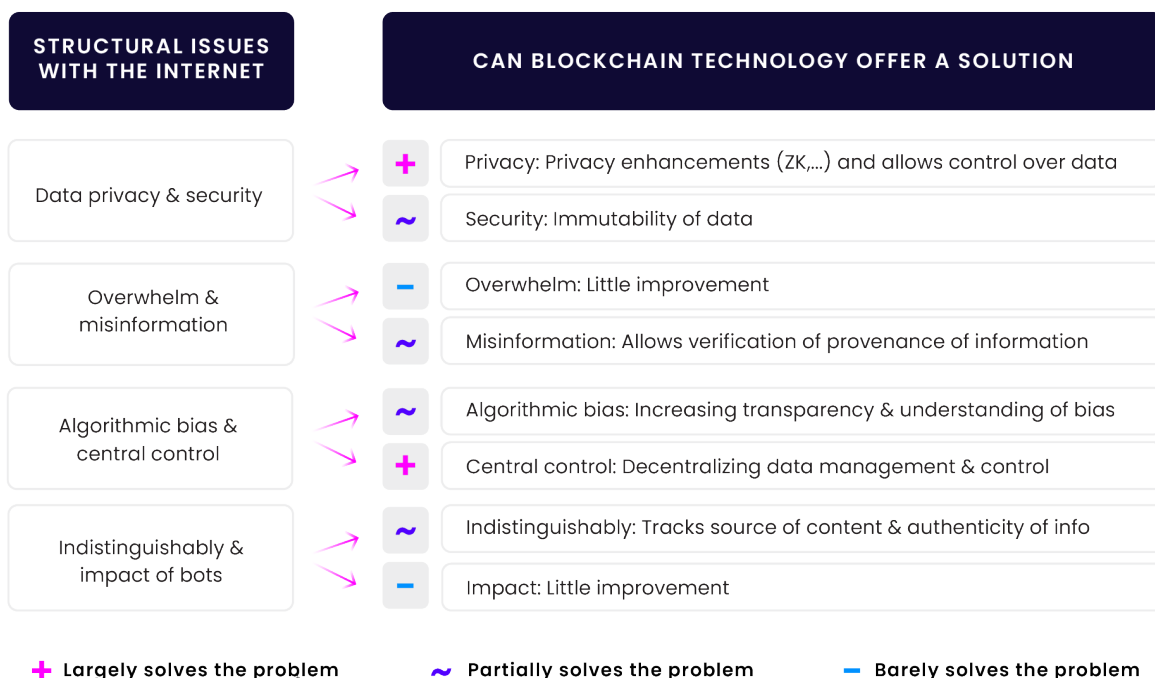 STRUCTURAL ISSUES
WITH THE INTERNET
CAN BLOCKCHAIN TECHNOLOGY OFFER A SOLUTION
Data privacy & security
+ Privacy: Privacy enhancements (ZK,...) and allows control over data
~ Security: Immutability of data
Overwhelm &
misinformation
− Overwhelm: Little improvement
~ Misinformation: Allows verification of provenance of information
Algorithmic bias &
central control
~ Algorithmic bias: Increasing transparency & understanding of bias
+ Central control: Decentralizing data management & control
Indistinguishably &
impact of bots
~ Indistinguishably: Tracks source of content & authenticity of info
− Impact: Little improvement
+ Largely solves the problem
~ Partially solves the problem
− Barely solves the problem